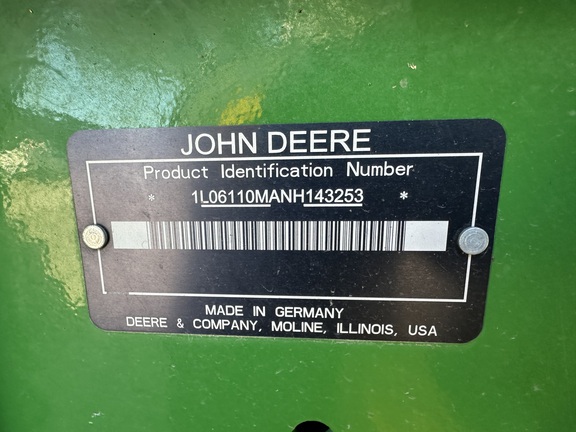 JOHN DEERE
Product Identification Number
* 1L06110MANH143253 *
MADE IN GERMANY
DEERE & COMPANY, MOLINE, ILLINOIS, USA